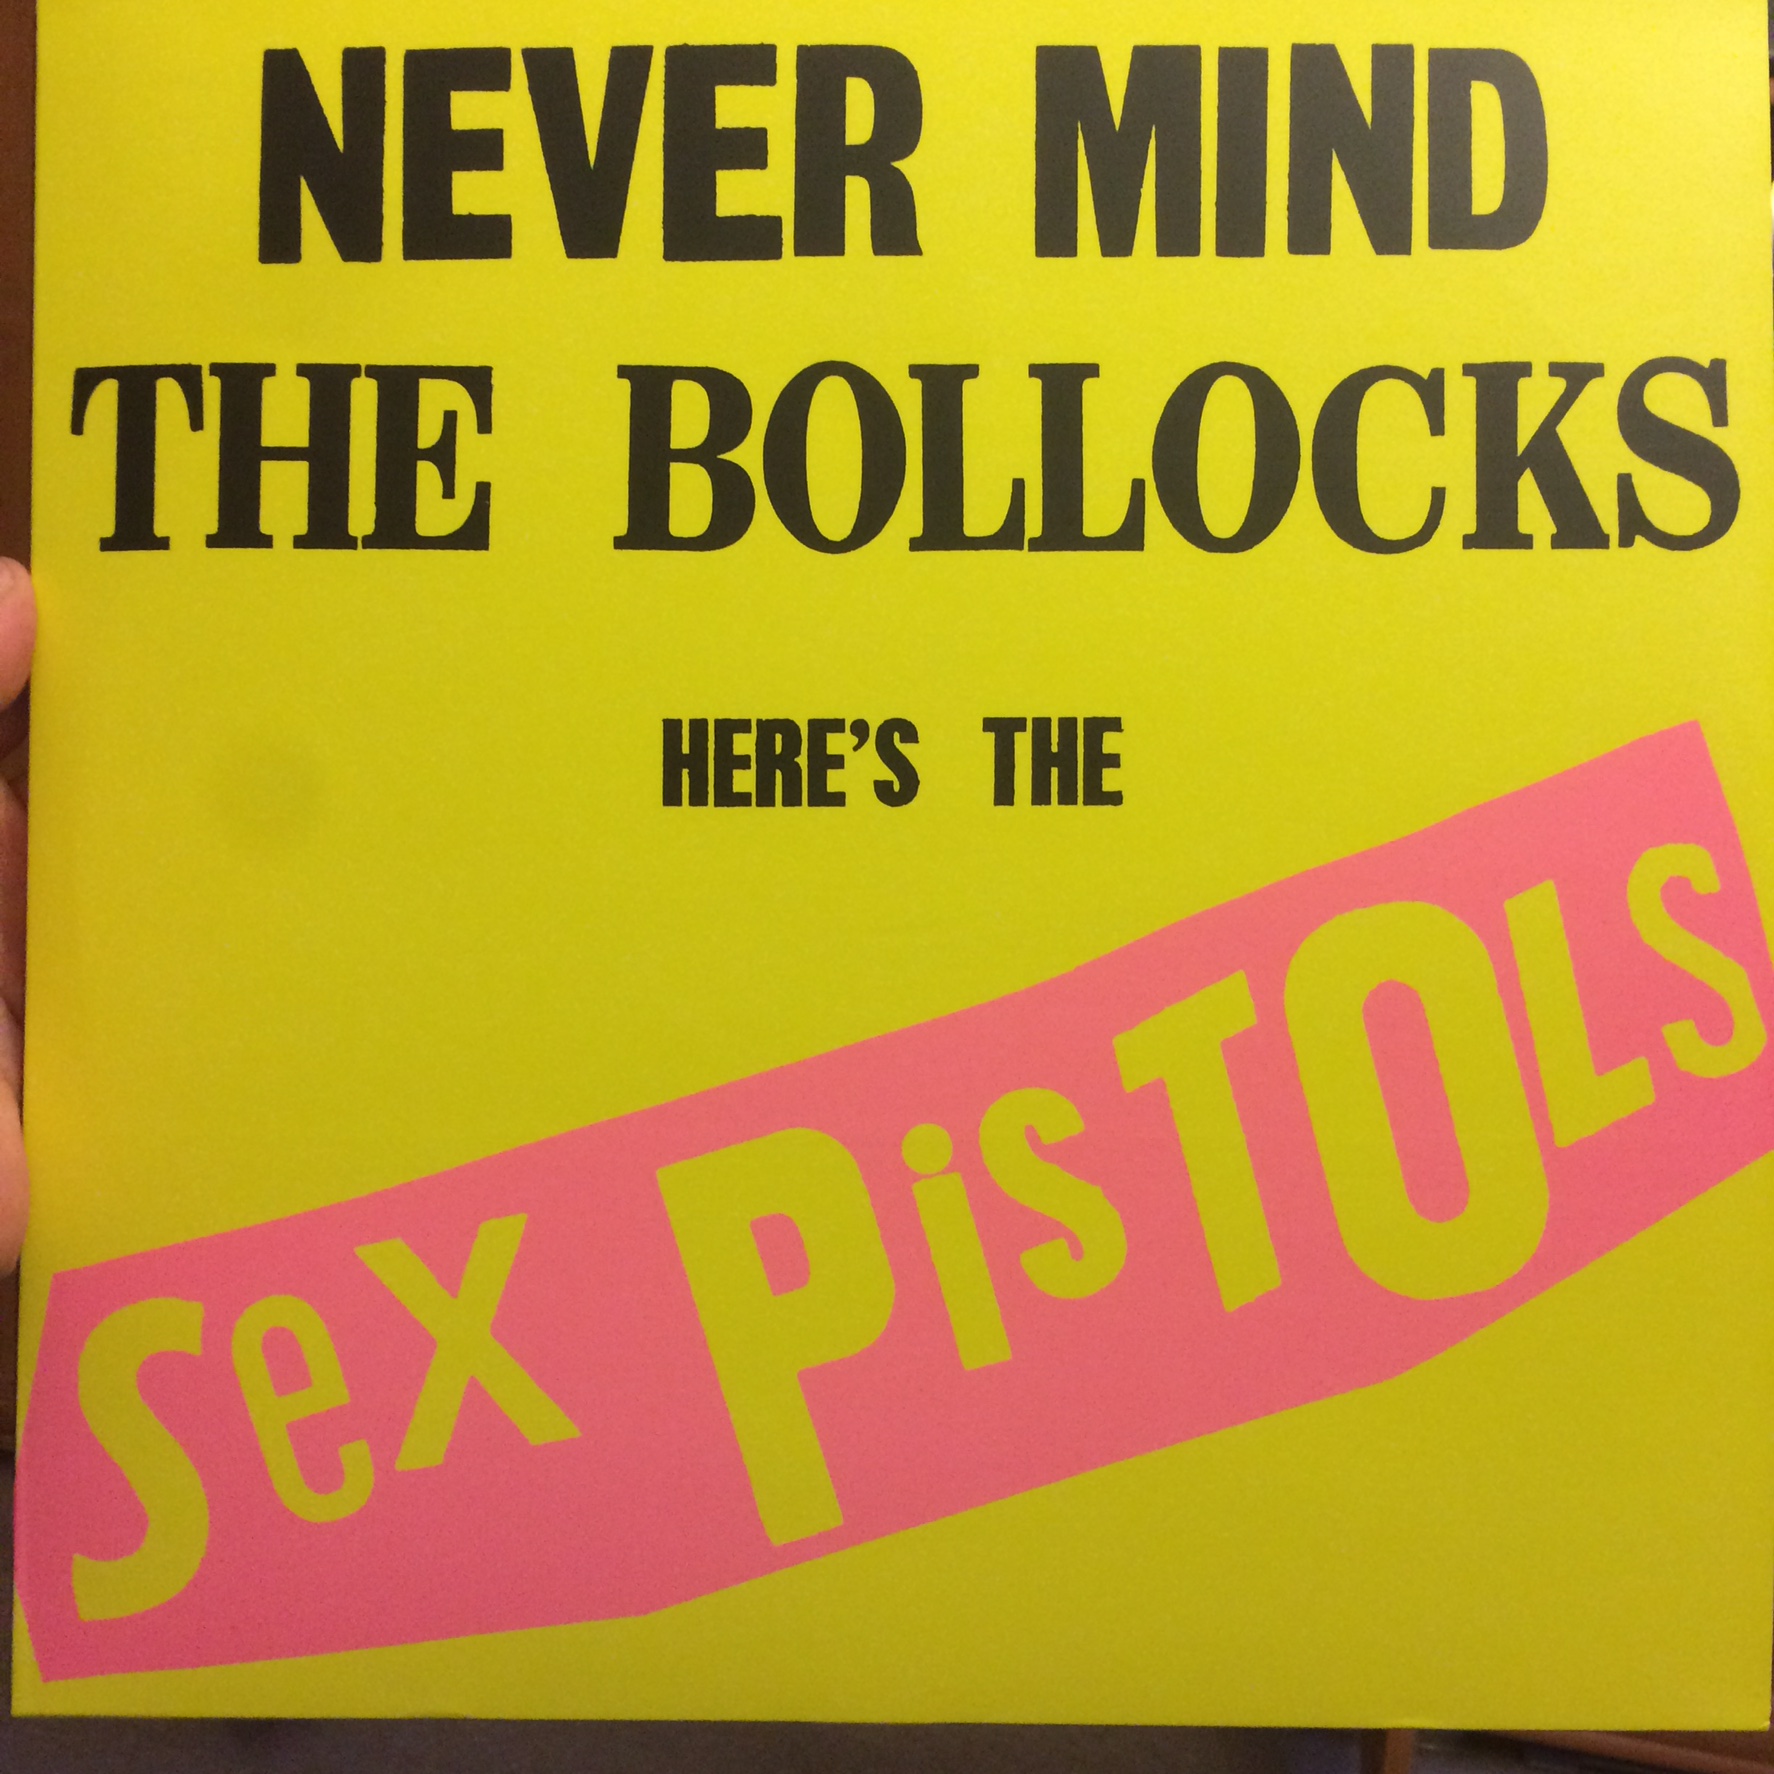 NEVER MIND
THE BOLLOCKS
HERE'S THE
Sex PiSTOLS